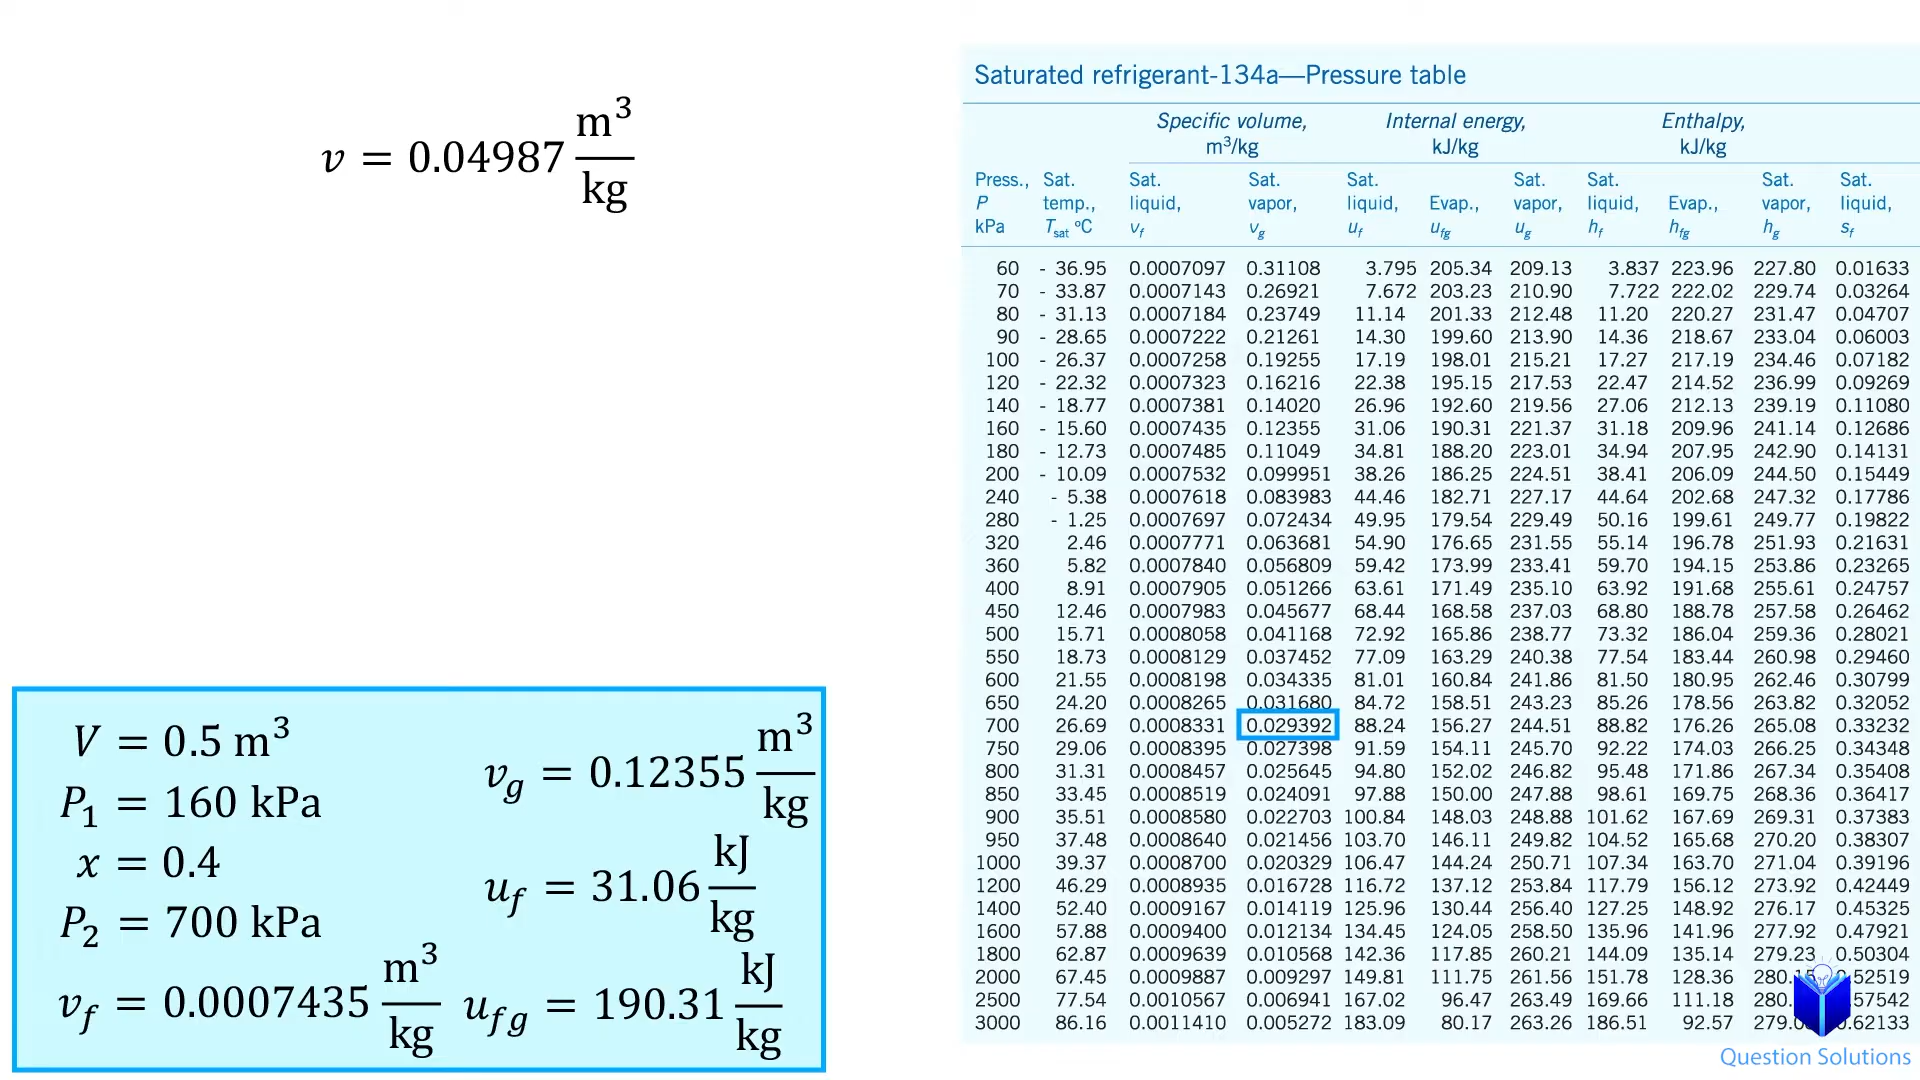 v = 0.04987 m³/kg
Saturated refrigerant-134a—Pressure table
Specific volume, m³/kg Internal energy, kJ/kg Enthalpy, kJ/kg
Press., Sat. Sat. Sat. Sat. Sat. Sat. Sat. Sat.
P temp., liquid, vapor, liquid, Evap., vapor, liquid, Evap., vapor, liquid,
kPa Tsat °C vf vg uf ufg ug hf hfg hg sf
60 - 36.95 0.0007097 0.31108 3.795 205.34 209.13 3.837 223.96 227.80 0.01633
70 - 33.87 0.0007143 0.26921 7.672 203.23 210.90 7.722 222.02 229.74 0.03264
80 - 31.13 0.0007184 0.23749 11.14 201.33 212.48 11.20 220.27 231.47 0.04707
90 - 28.65 0.0007222 0.21261 14.30 199.60 213.90 14.36 218.67 233.04 0.06003
100 - 26.37 0.0007258 0.19255 17.19 198.01 215.21 17.27 217.19 234.46 0.07182
120 - 22.32 0.0007323 0.16216 22.38 195.15 217.53 22.47 214.52 236.99 0.09269
140 - 18.77 0.0007381 0.14020 26.96 192.60 219.56 27.06 212.13 239.19 0.11080
160 - 15.60 0.0007435 0.12355 31.06 190.31 221.37 31.18 209.96 241.14 0.12686
180 - 12.73 0.0007485 0.11049 34.81 188.20 223.01 34.94 207.95 242.90 0.14131
200 - 10.09 0.0007532 0.099951 38.26 186.25 224.51 38.41 206.09 244.50 0.15449
240 - 5.38 0.0007618 0.083983 44.46 182.71 227.17 44.64 202.68 247.32 0.17786
280 - 1.25 0.0007697 0.072434 49.95 179.54 229.49 50.16 199.61 249.77 0.19822
320 2.46 0.0007771 0.063681 54.90 176.65 231.55 55.14 196.78 251.93 0.21631
360 5.82 0.0007840 0.056809 59.42 173.99 233.41 59.70 194.15 253.86 0.23265
400 8.91 0.0007905 0.051266 63.61 171.49 235.10 63.92 191.68 255.61 0.24757
450 12.46 0.0007983 0.045677 68.44 168.58 237.03 68.80 188.78 257.58 0.26462
500 15.71 0.0008058 0.041168 72.92 165.86 238.77 73.32 186.04 259.36 0.28021
550 18.73 0.0008129 0.037452 77.09 163.29 240.38 77.54 183.44 260.98 0.29460
600 21.55 0.0008198 0.034335 81.01 160.84 241.86 81.50 180.95 262.46 0.30799
650 24.20 0.0008265 0.031680 84.72 158.51 243.23 85.26 178.56 263.82 0.32052
700 26.69 0.0008331 0.029392 88.24 156.27 244.51 88.82 176.26 265.08 0.33232
750 29.06 0.0008395 0.027398 91.59 154.11 245.70 92.22 174.03 266.25 0.34348
800 31.31 0.0008457 0.025645 94.80 152.02 246.82 95.48 171.86 267.34 0.35408
850 33.45 0.0008519 0.024091 97.88 150.00 247.88 98.61 169.75 268.36 0.36417
900 35.51 0.0008580 0.022703 100.84 148.03 248.88 101.62 167.69 269.31 0.37383
950 37.48 0.0008640 0.021456 103.70 146.11 249.82 104.52 165.68 270.20 0.38307
1000 39.37 0.0008700 0.020329 106.47 144.24 250.71 107.34 163.70 271.04 0.39196
1200 46.29 0.0008935 0.016728 116.72 137.12 253.84 117.79 156.12 273.92 0.42449
1400 52.40 0.0009167 0.014119 125.96 130.44 256.40 127.25 148.92 276.17 0.45325
1600 57.88 0.0009400 0.012134 134.45 124.05 258.50 135.96 141.96 277.92 0.47921
1800 62.87 0.0009639 0.010568 142.36 117.85 260.21 144.09 135.14 279.23 0.50304
2000 67.45 0.0009887 0.009297 149.81 111.75 261.56 151.78 128.36
2500 77.54 0.0010567 0.006941 167.02 96.47 263.49 169.66 111.18
3000 86.16 0.0011410 0.005272 183.09 80.17 263.26 186.51 92.57
V = 0.5 m³
P₁ = 160 kPa
x = 0.4
P₂ = 700 kPa
vf = 0.0007435 m³/kg
vg = 0.12355 m³/kg
uf = 31.06 kJ/kg
ufg = 190.31 kJ/kg
Question Solutions